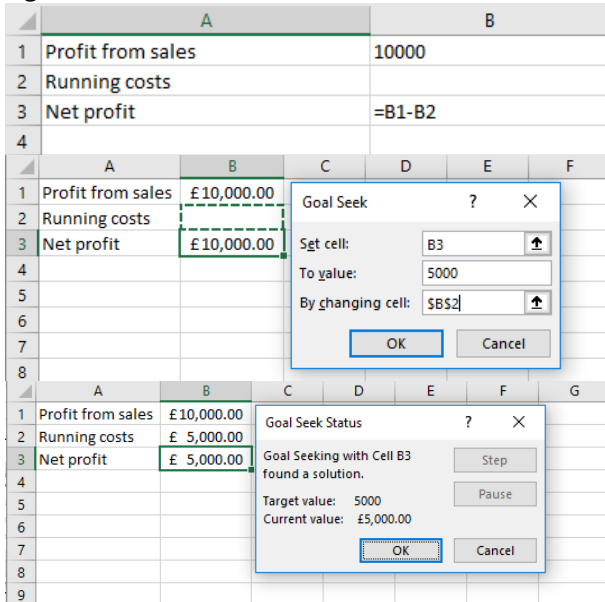 A B
1 Profit from sales 10000
2 Running costs
3 Net profit =B1-B2
4
A B C D E F
1 Profit from sales £10,000.00
2 Running costs
3 Net profit £10,000.00
4
5
6
7
8
Goal Seek ? ×
Set cell: B3
To value: 5000
By changing cell: $B$2
OK Cancel
A B C D E F G
1 Profit from sales £10,000.00
2 Running costs £ 5,000.00
3 Net profit £ 5,000.00
4
5
6
7
8
9
Goal Seek Status ? ×
Goal Seeking with Cell B3
found a solution.
Target value: 5000
Current value: £5,000.00
Step
Pause
OK Cancel